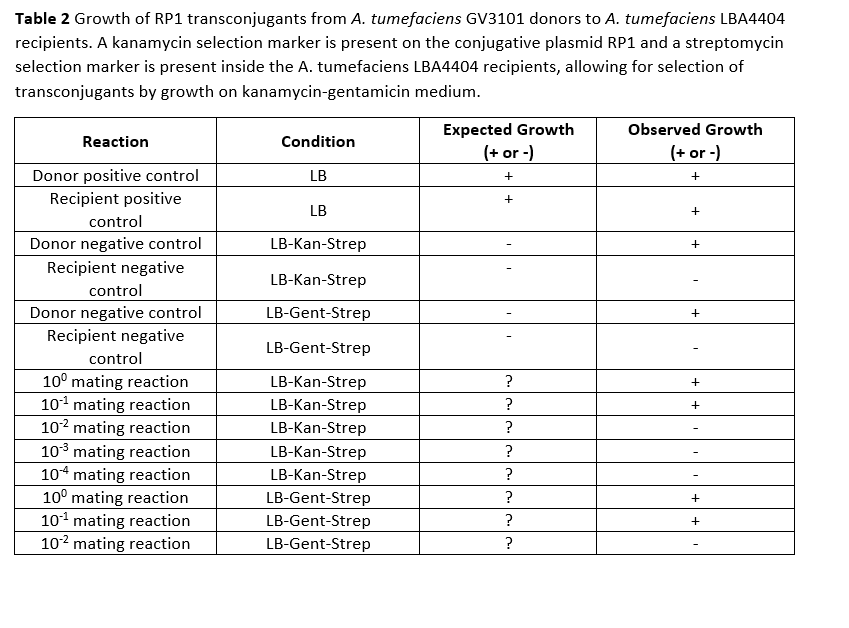 Table 2 Growth of RP1 transconjugants from A. tumefaciens GV3101 donors to A. tumefaciens LBA4404
recipients. A kanamycin selection marker is present on the conjugative plasmid RP1 and a streptomycin
selection marker is present inside the A. tumefaciens LBA4404 recipients, allowing for selection of
transconjugants by growth on kanamycin-gentamicin medium.
Reaction Condition Expected Growth (+ or -) Observed Growth (+ or -)
Donor positive control LB + +
Recipient positive control LB + +
Donor negative control LB-Kan-Strep - +
Recipient negative control LB-Kan-Strep - -
Donor negative control LB-Gent-Strep - +
Recipient negative control LB-Gent-Strep - -
10⁰ mating reaction LB-Kan-Strep ? +
10⁻¹ mating reaction LB-Kan-Strep ? +
10⁻² mating reaction LB-Kan-Strep ? -
10⁻³ mating reaction LB-Kan-Strep ? -
10⁻⁴ mating reaction LB-Kan-Strep ? -
10⁰ mating reaction LB-Gent-Strep ? +
10⁻¹ mating reaction LB-Gent-Strep ? +
10⁻² mating reaction LB-Gent-Strep ? -